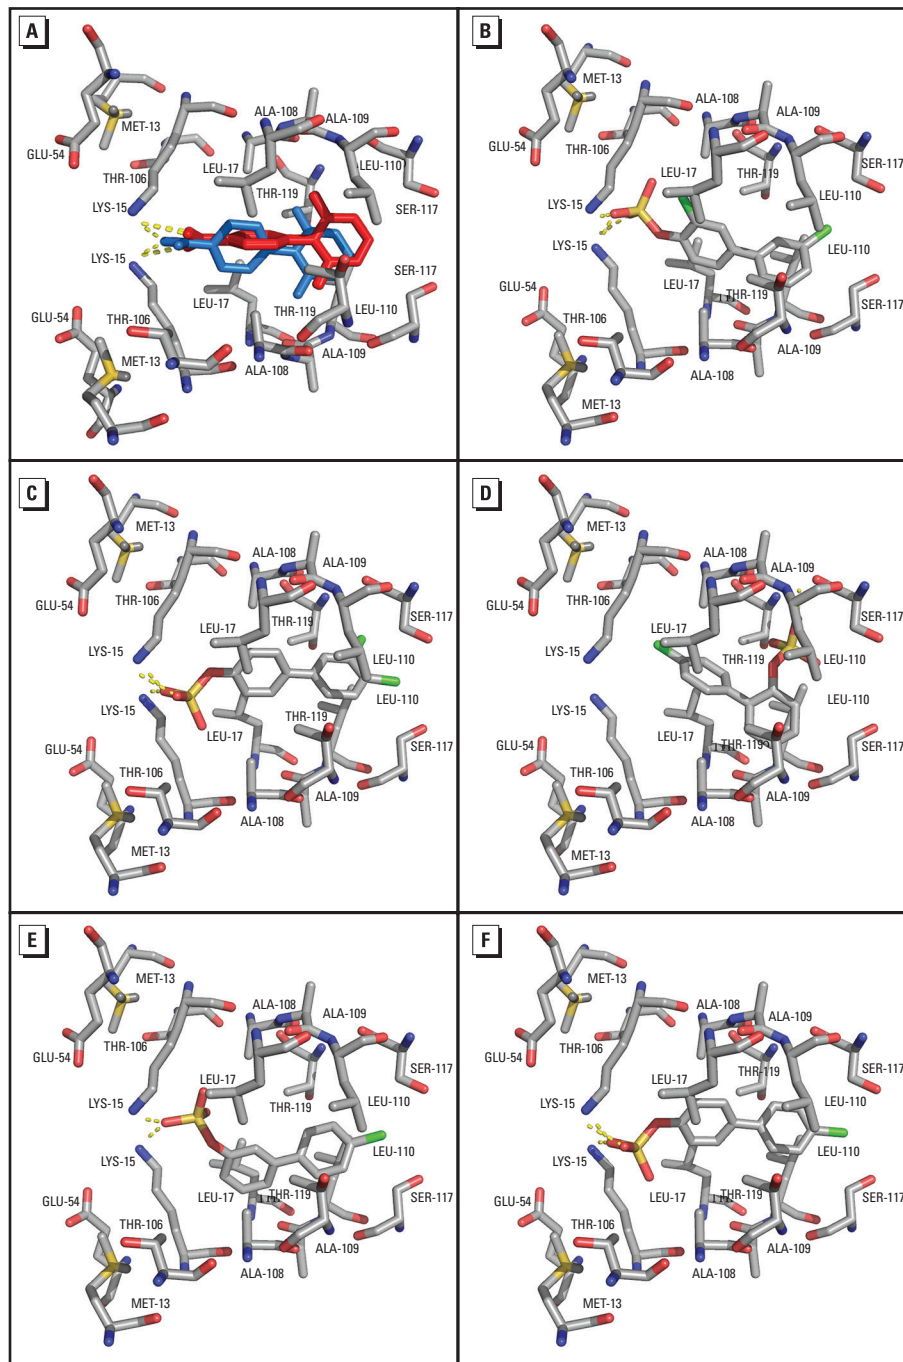 A
MET-13
GLU-54
THR-106
LYS-15
ALA-108
ALA-109
LEU-17
THR-119
LEU-110
SER-117
LYS-15
LEU-17
THR-119
LEU-110
SER-117
GLU-54
THR-106
MET-13
ALA-108
ALA-109
B
MET-13
GLU-54
THR-106
LYS-15
ALA-108
ALA-109
LEU-17
THR-119
LEU-110
SER-117
LYS-15
LEU-17
THR-119
LEU-110
SER-117
GLU-54
THR-106
MET-13
ALA-108
ALA-109
C
MET-13
GLU-54
THR-106
LYS-15
ALA-108
ALA-109
LEU-17
THR-119
LEU-110
SER-117
LYS-15
LEU-17
THR-119
LEU-110
SER-117
GLU-54
THR-106
MET-13
ALA-108
ALA-109
D
MET-13
GLU-54
THR-106
LYS-15
ALA-108
ALA-109
LEU-17
THR-119
LEU-110
SER-117
LYS-15
LEU-17
THR-119
LEU-110
SER-117
GLU-54
THR-106
MET-13
ALA-108
ALA-109
E
MET-13
GLU-54
THR-106
LYS-15
ALA-108
ALA-109
LEU-17
THR-119
LEU-110
SER-117
LYS-15
LEU-17
THR-119
LEU-110
SER-117
GLU-54
THR-106
MET-13
ALA-108
ALA-109
F
MET-13
GLU-54
THR-106
LYS-15
ALA-108
ALA-109
LEU-17
THR-119
LEU-110
SER-117
LYS-15
LEU-17
THR-119
LEU-110
SER-117
GLU-54
THR-106
MET-13
ALA-108
ALA-109